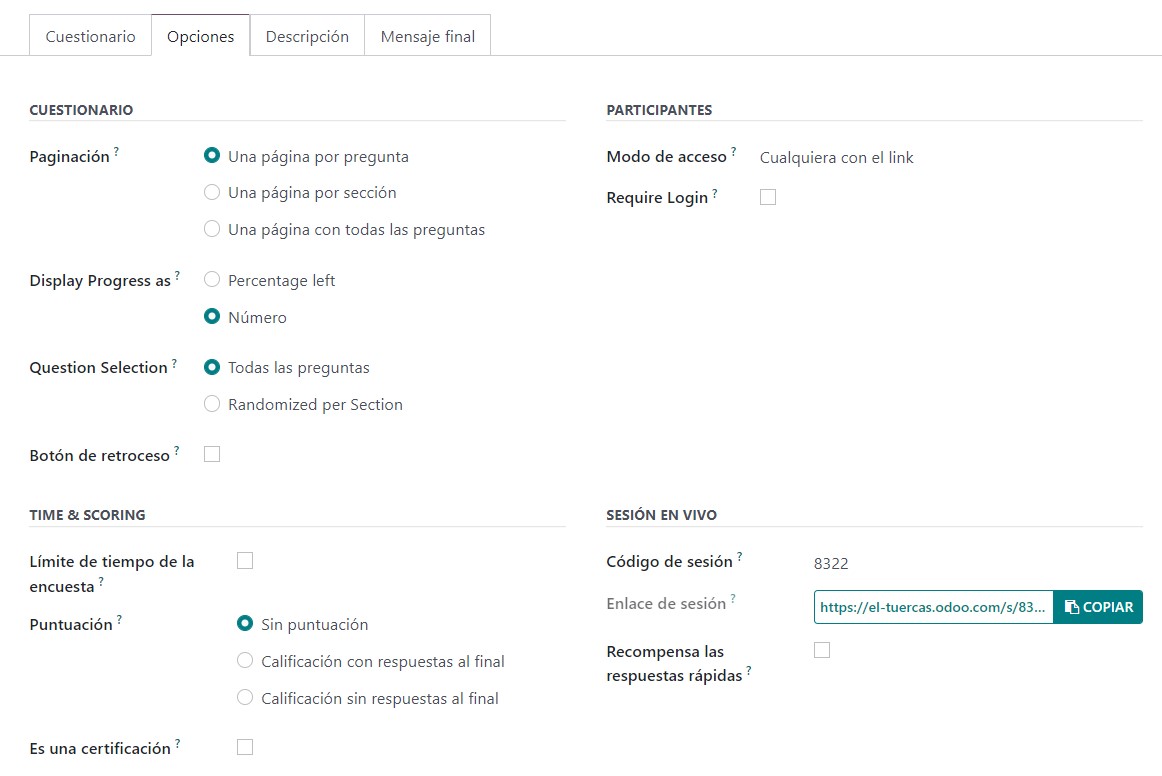 Cuestionario
Opciones
Descripción
Mensaje final
CUESTIONARIO
Paginación ?
Una página por pregunta
Una página por sección
Una página con todas las preguntas
Display Progress as ?
Percentage left
Número
Question Selection ?
Todas las preguntas
Randomized per Section
Botón de retroceso ?
PARTICIPANTES
Modo de acceso ?
Cualquiera con el link
Require Login ?
TIME & SCORING
Límite de tiempo de la
encuesta ?
Puntuación ?
Sin puntuación
Calificación con respuestas al final
Calificación sin respuestas al final
Es una certificación ?
SESIÓN EN VIVO
Código de sesión ?
8322
Enlace de sesión ?
https://el-tuercas.odoo.com/s/83...
COPIAR
Recompensa las
respuestas rápidas ?